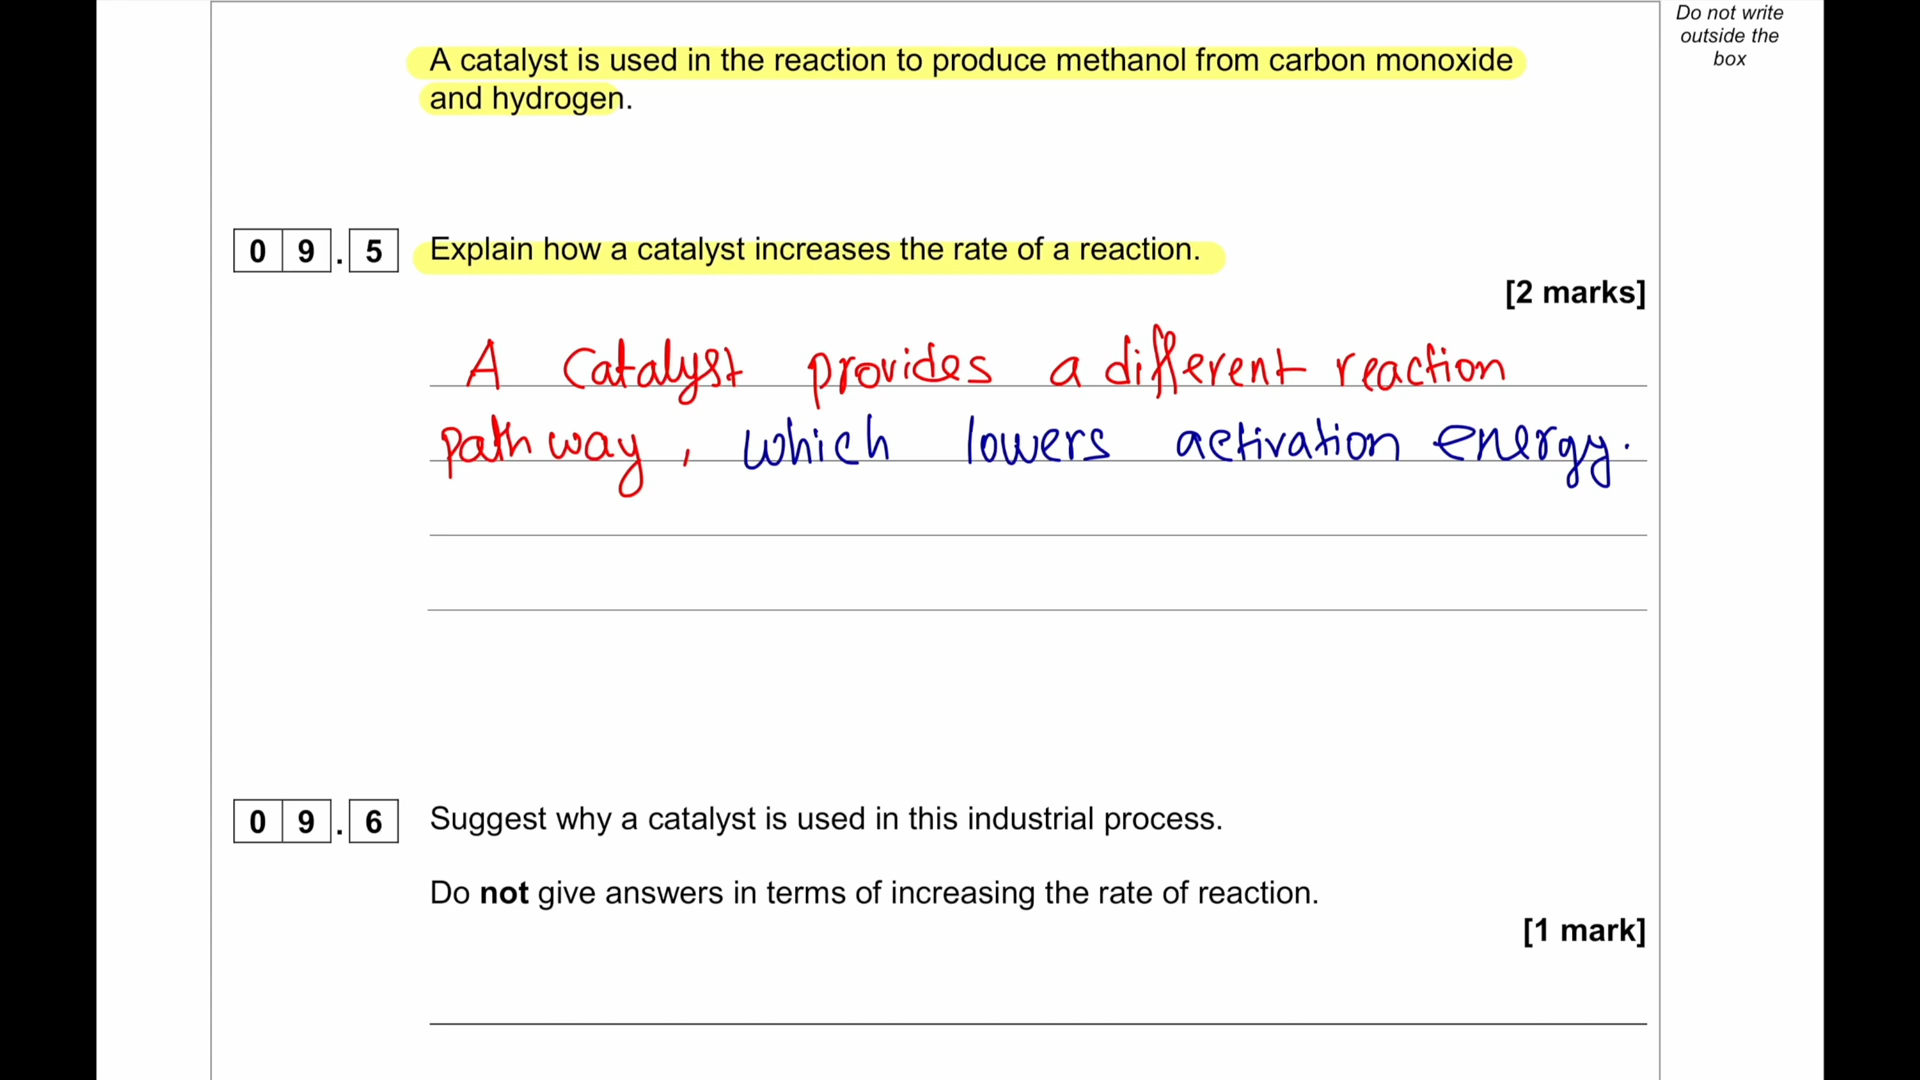 Do not write
outside the
box
A catalyst is used in the reaction to produce methanol from carbon monoxide
and hydrogen.
0 9 . 5 Explain how a catalyst increases the rate of a reaction.
[2 marks]
A catalyst provides a different reaction
pathway, which lowers activation energy.
0 9 . 6 Suggest why a catalyst is used in this industrial process.
Do not give answers in terms of increasing the rate of reaction.
[1 mark]